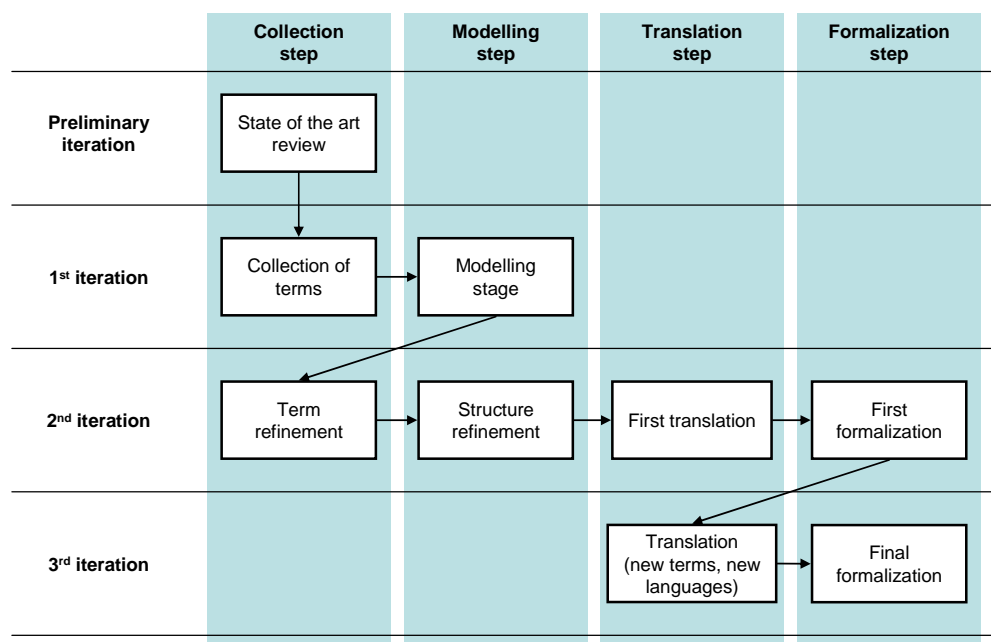 Collection
step
Modelling
step
Translation
step
Formalization
step
Preliminary
iteration
State of the art
review
1st iteration
Collection of
terms
Modelling
stage
2nd iteration
Term
refinement
Structure
refinement
First translation
First
formalization
3rd iteration
Translation
(new terms, new
languages)
Final
formalization